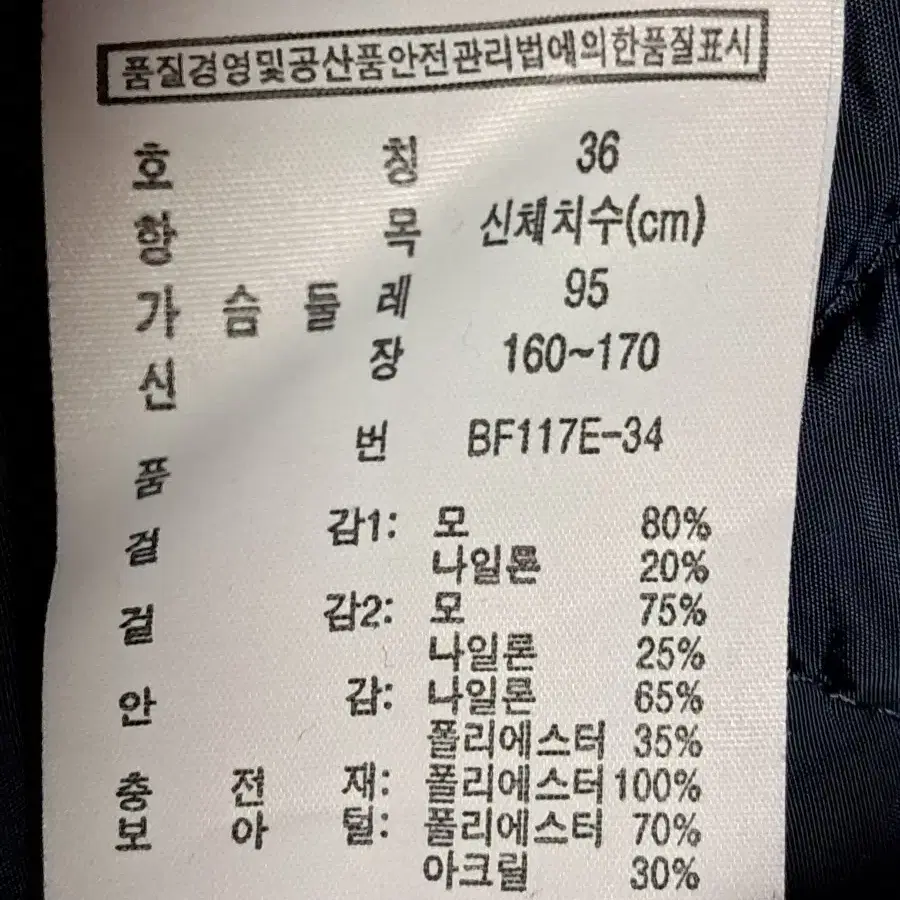 품질경영및공산품안전관리법에의한품질표시
호 칭 36
항 목 신체치수(cm)
가 슴 둘 레 95
신 장 160~170
품 번 BF117E-34
겉 감1: 모 80%
나일론 20%
겉 감2: 모 75%
나일론 25%
안 감: 나일론 65%
폴리에스터 35%
충 전 재: 폴리에스터 100%
모 아 털: 폴리에스터 70%
아크릴 30%